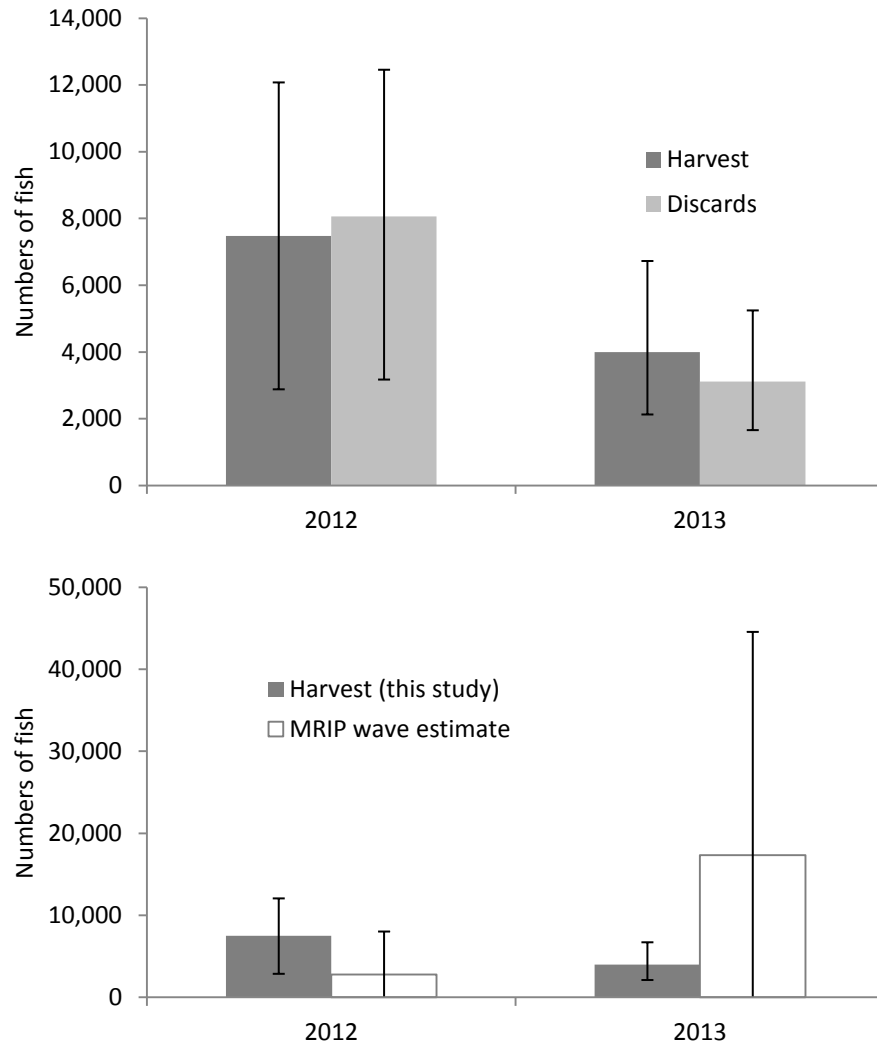 14,000
12,000
10,000
8,000
6,000
4,000
2,000
0
Numbers of fish
Harvest
Discards
2012 2013
50,000
40,000
30,000
20,000
10,000
0
Numbers of fish
Harvest (this study)
MRIP wave estimate
2012 2013